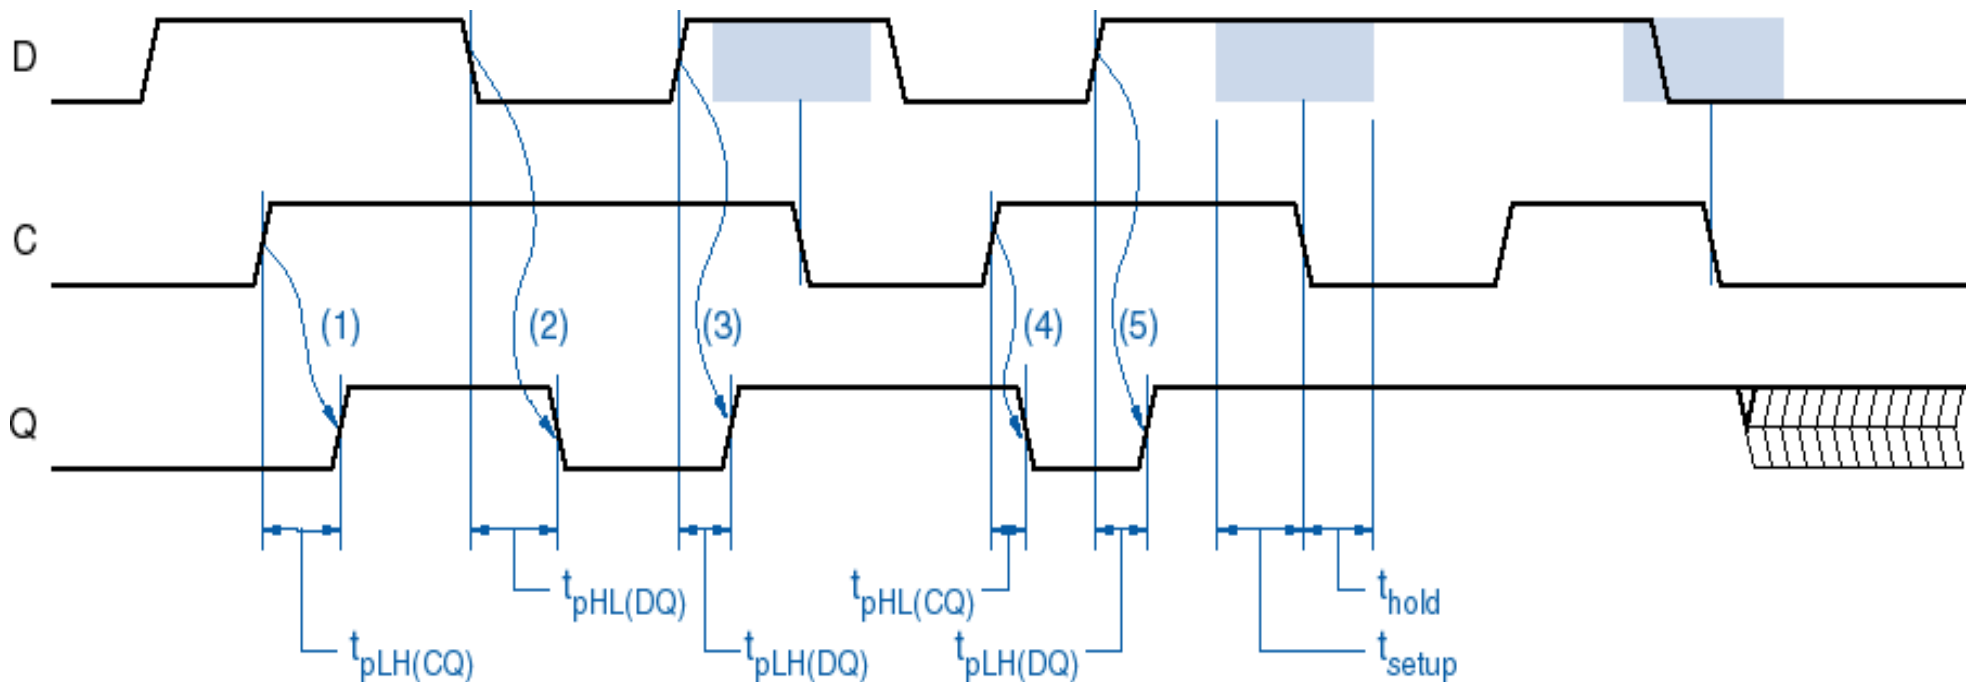 D
C
(1) (2) (3) (4) (5)
Q
tpHL(DQ) tpHL(CQ) thold
tpLH(CQ) tpLH(DQ) tpLH(DQ) tsetup